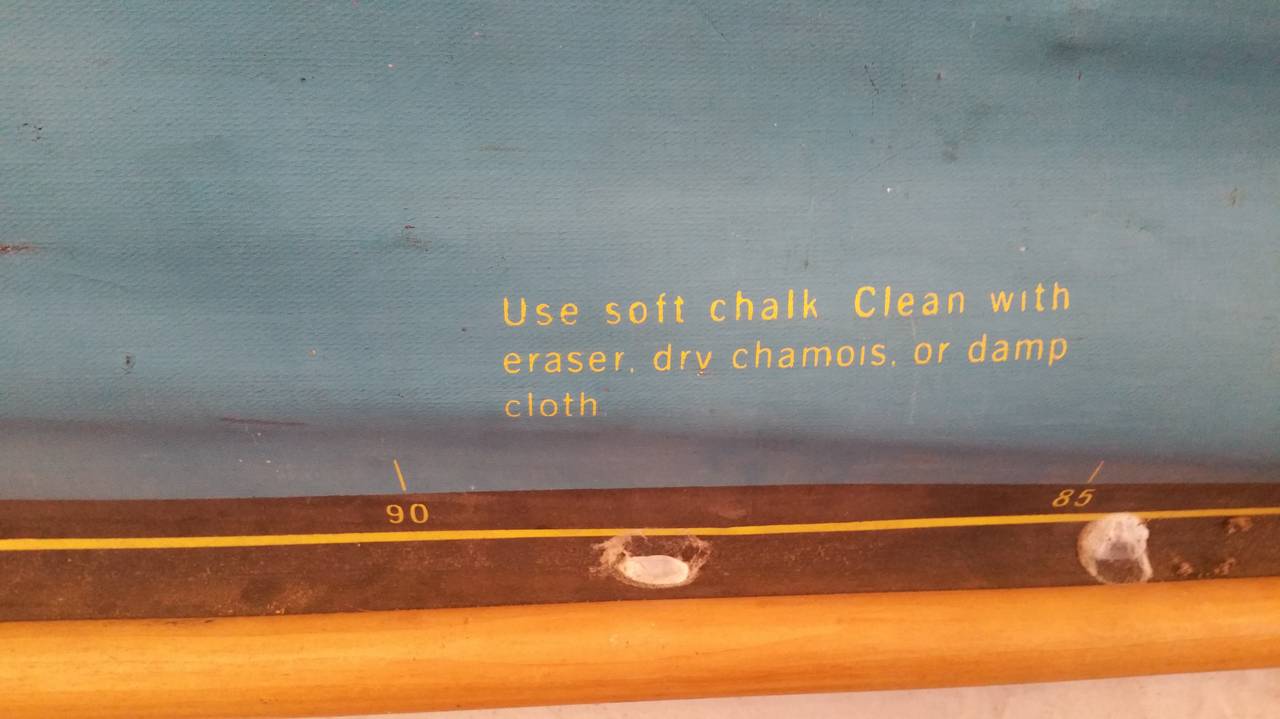 Use soft chalk Clean with
eraser, dry chamois, or damp
cloth
90 85